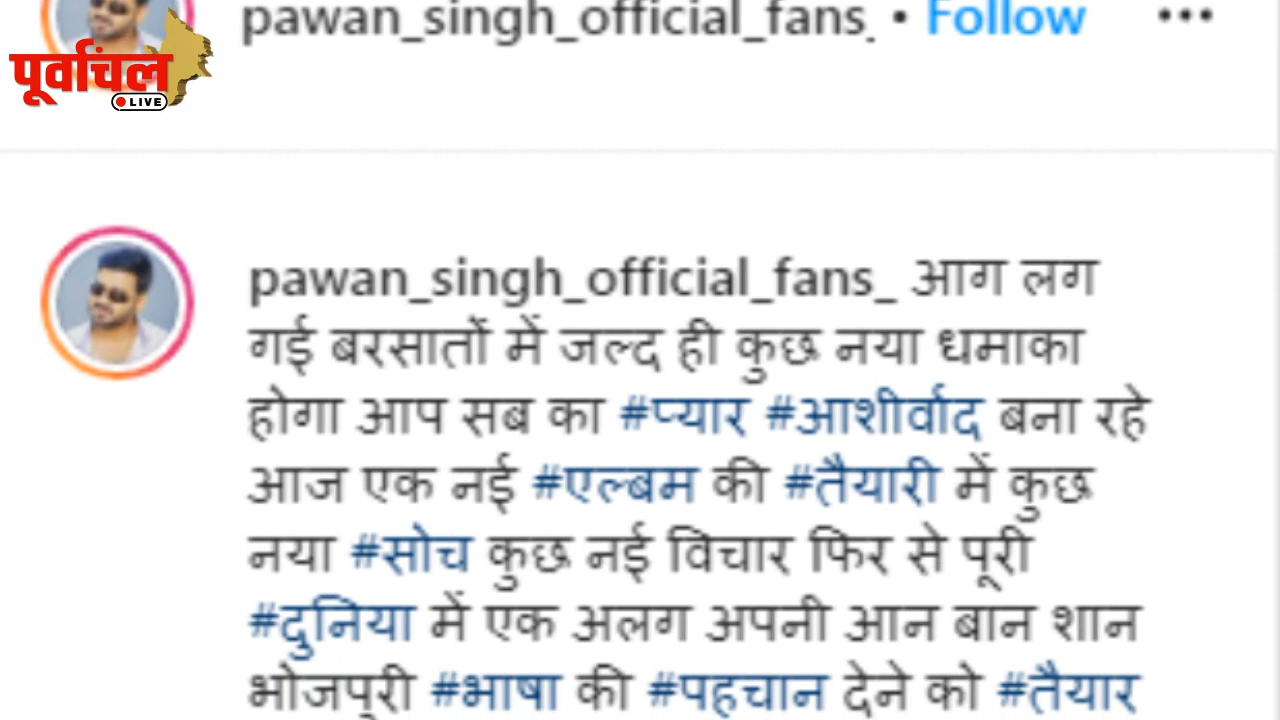 pawan_singh_official_fans_ • Follow •••
पूर्वांचल
LIVE
pawan_singh_official_fans_ आग लग
गई बरसातों में जल्द ही कुछ नया धमाका
होगा आप सब का #प्यार #आशीर्वाद बना रहे
आज एक नई #एल्बम की #तैयारी में कुछ
नया #सोच कुछ नई विचार फिर से पूरी
#दुनिया में एक अलग अपनी आन बान शान
भोजपुरी #भाषा की #पहचान देने को #तैयार